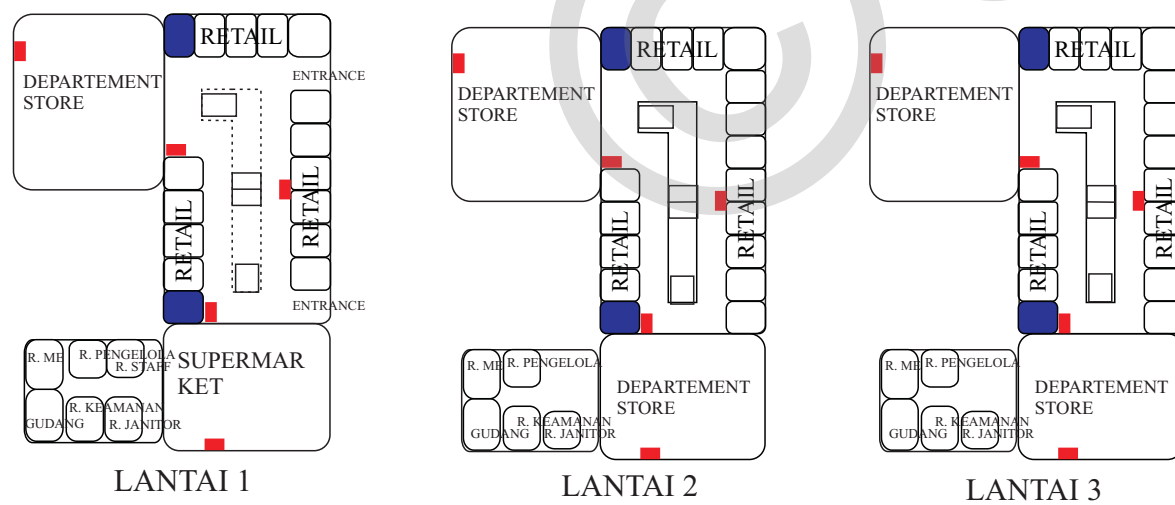 RETAIL
ENTRANCE
DEPARTEMENT
STORE
RETAIL
RETAIL
ENTRANCE
R. ME
R. PENGELOLA
R. STAFF
SUPERMAR
KET
R. KEAMANAN
GUDANG
R. JANITOR
LANTAI 1
RETAIL
DEPARTEMENT
STORE
RETAIL
RETAIL
R. ME
R. PENGELOLA
DEPARTEMENT
STORE
R. KEAMANAN
GUDANG
R. JANITOR
LANTAI 2
RETAIL
DEPARTEMENT
STORE
RETAIL
RETAIL
R. ME
R. PENGELOLA
DEPARTEMENT
STORE
R. KEAMANAN
GUDANG
R. JANITOR
LANTAI 3